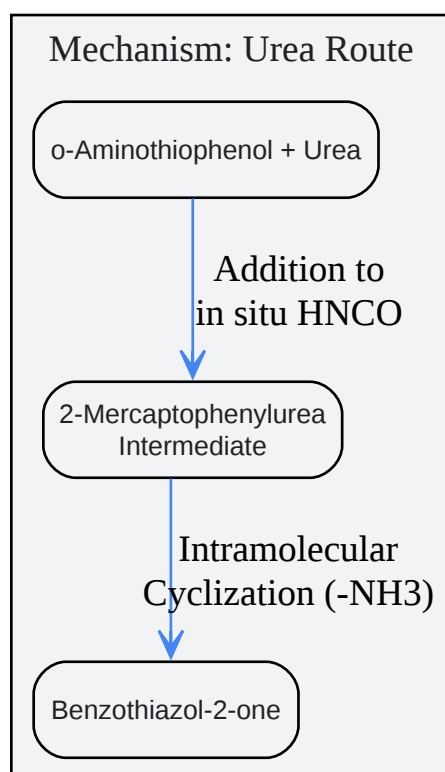 Mechanism: Urea Route
o-Aminothiophenol + Urea
Addition to
in situ HNCO
2-Mercaptophenylurea
Intermediate
Intramolecular
Cyclization (-NH3)
Benzothiazol-2-one